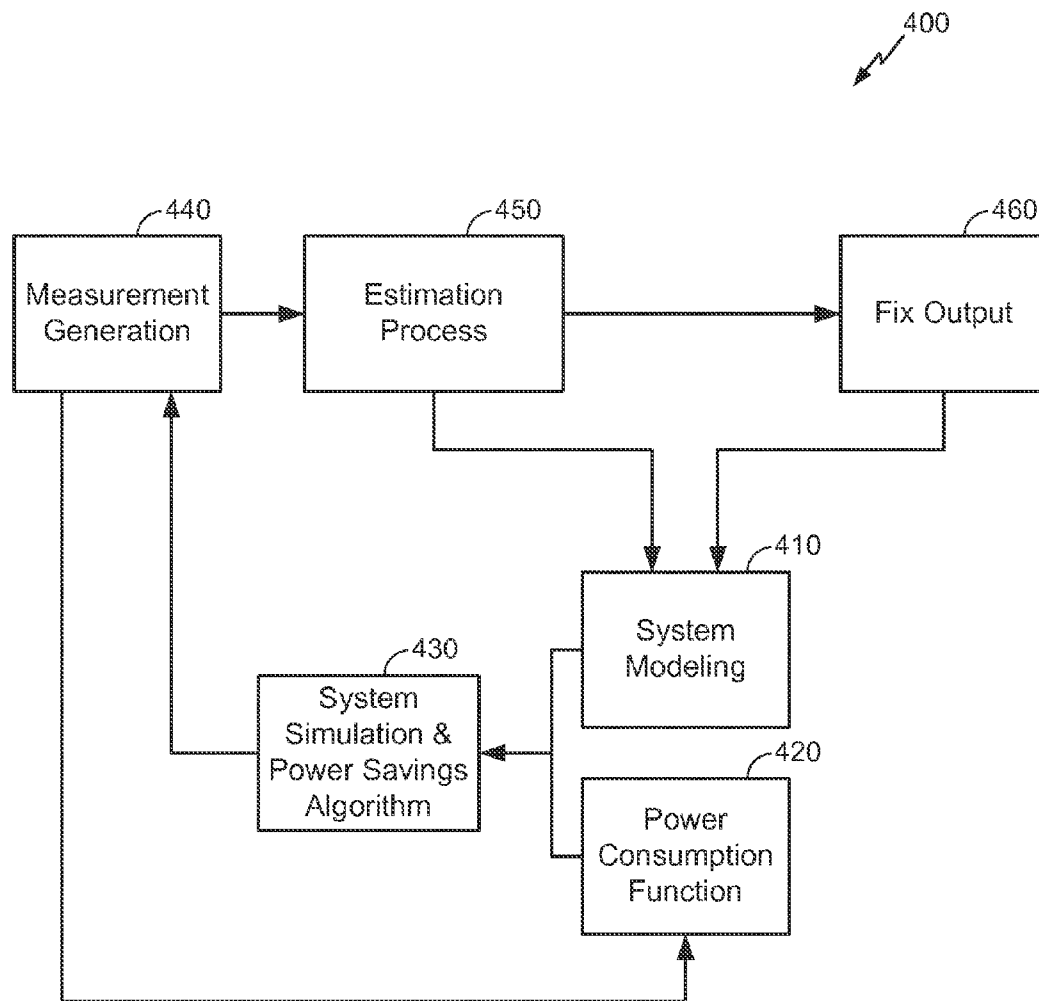 400
440
Measurement
Generation
450
Estimation
Process
460
Fix Output
410
System
Modeling
430
System
Simulation &
Power Savings
Algorithm
420
Power
Consumption
Function